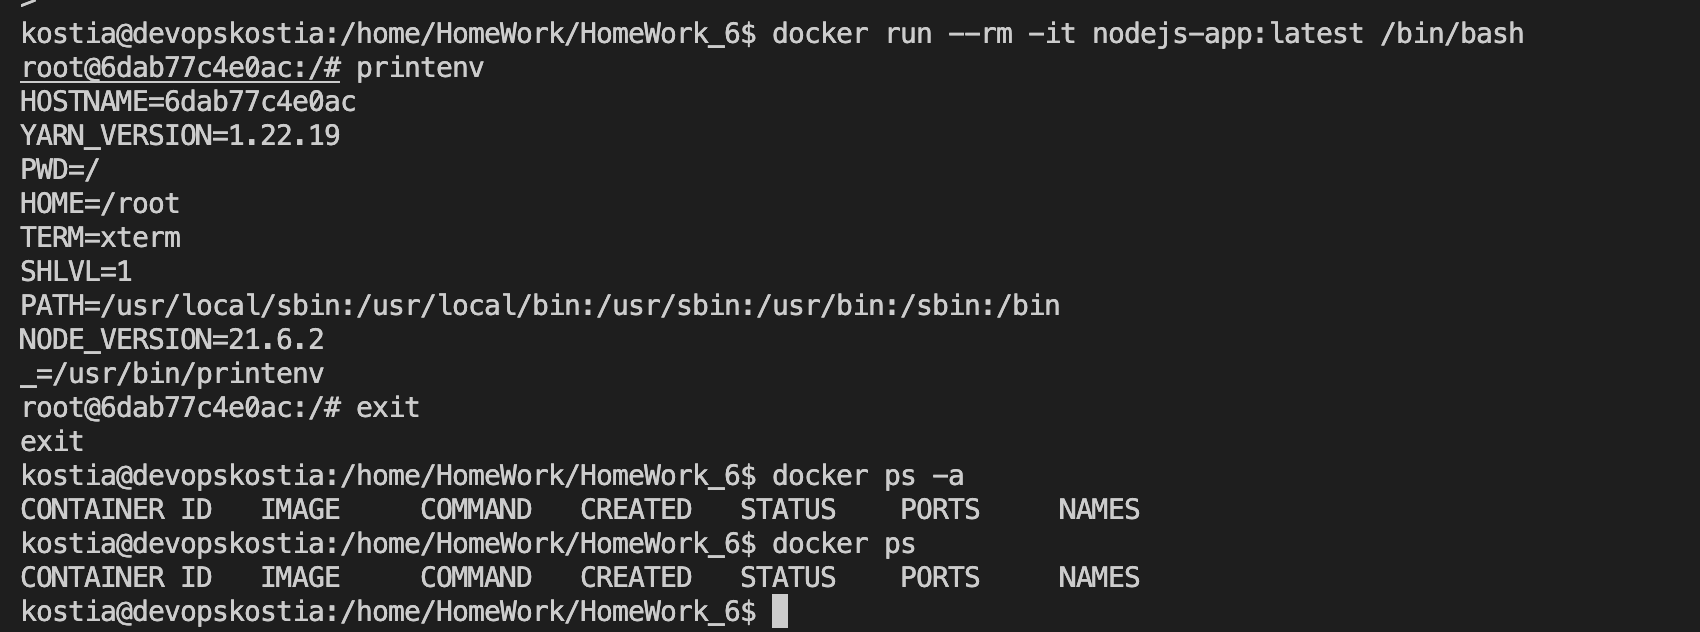 >
kostia@devopskostia:/home/HomeWork/HomeWork_6$ docker run --rm -it nodejs-app:latest /bin/bash
root@6dab77c4e0ac:/# printenv
HOSTNAME=6dab77c4e0ac
YARN_VERSION=1.22.19
PWD=/
HOME=/root
TERM=xterm
SHLVL=1
PATH=/usr/local/sbin:/usr/local/bin:/usr/sbin:/usr/bin:/sbin:/bin
NODE_VERSION=21.6.2
_=/usr/bin/printenv
root@6dab77c4e0ac:/# exit
exit
kostia@devopskostia:/home/HomeWork/HomeWork_6$ docker ps -a
CONTAINER ID   IMAGE     COMMAND   CREATED   STATUS    PORTS     NAMES
kostia@devopskostia:/home/HomeWork/HomeWork_6$ docker ps
CONTAINER ID   IMAGE     COMMAND   CREATED   STATUS    PORTS     NAMES
kostia@devopskostia:/home/HomeWork/HomeWork_6$